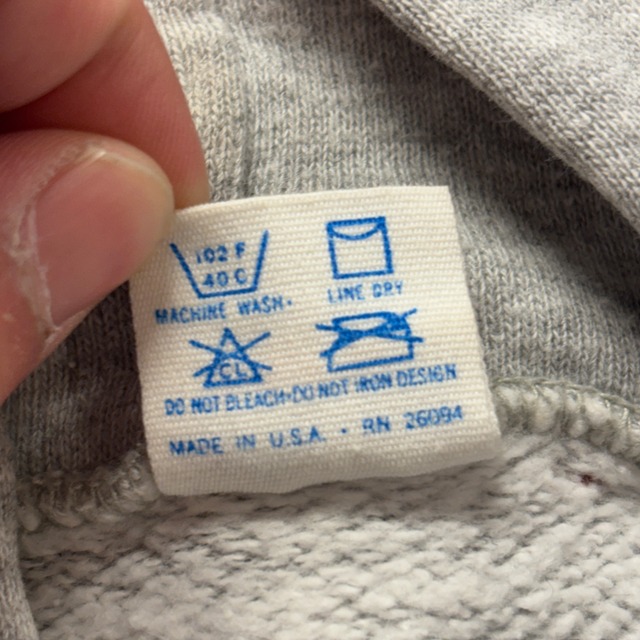 102 F
40 C
MACHINE WASH·
LINE DRY
CL
DO NOT BLEACH·DO NOT IRON DESIGN
MADE IN U.S.A. · RN 26094